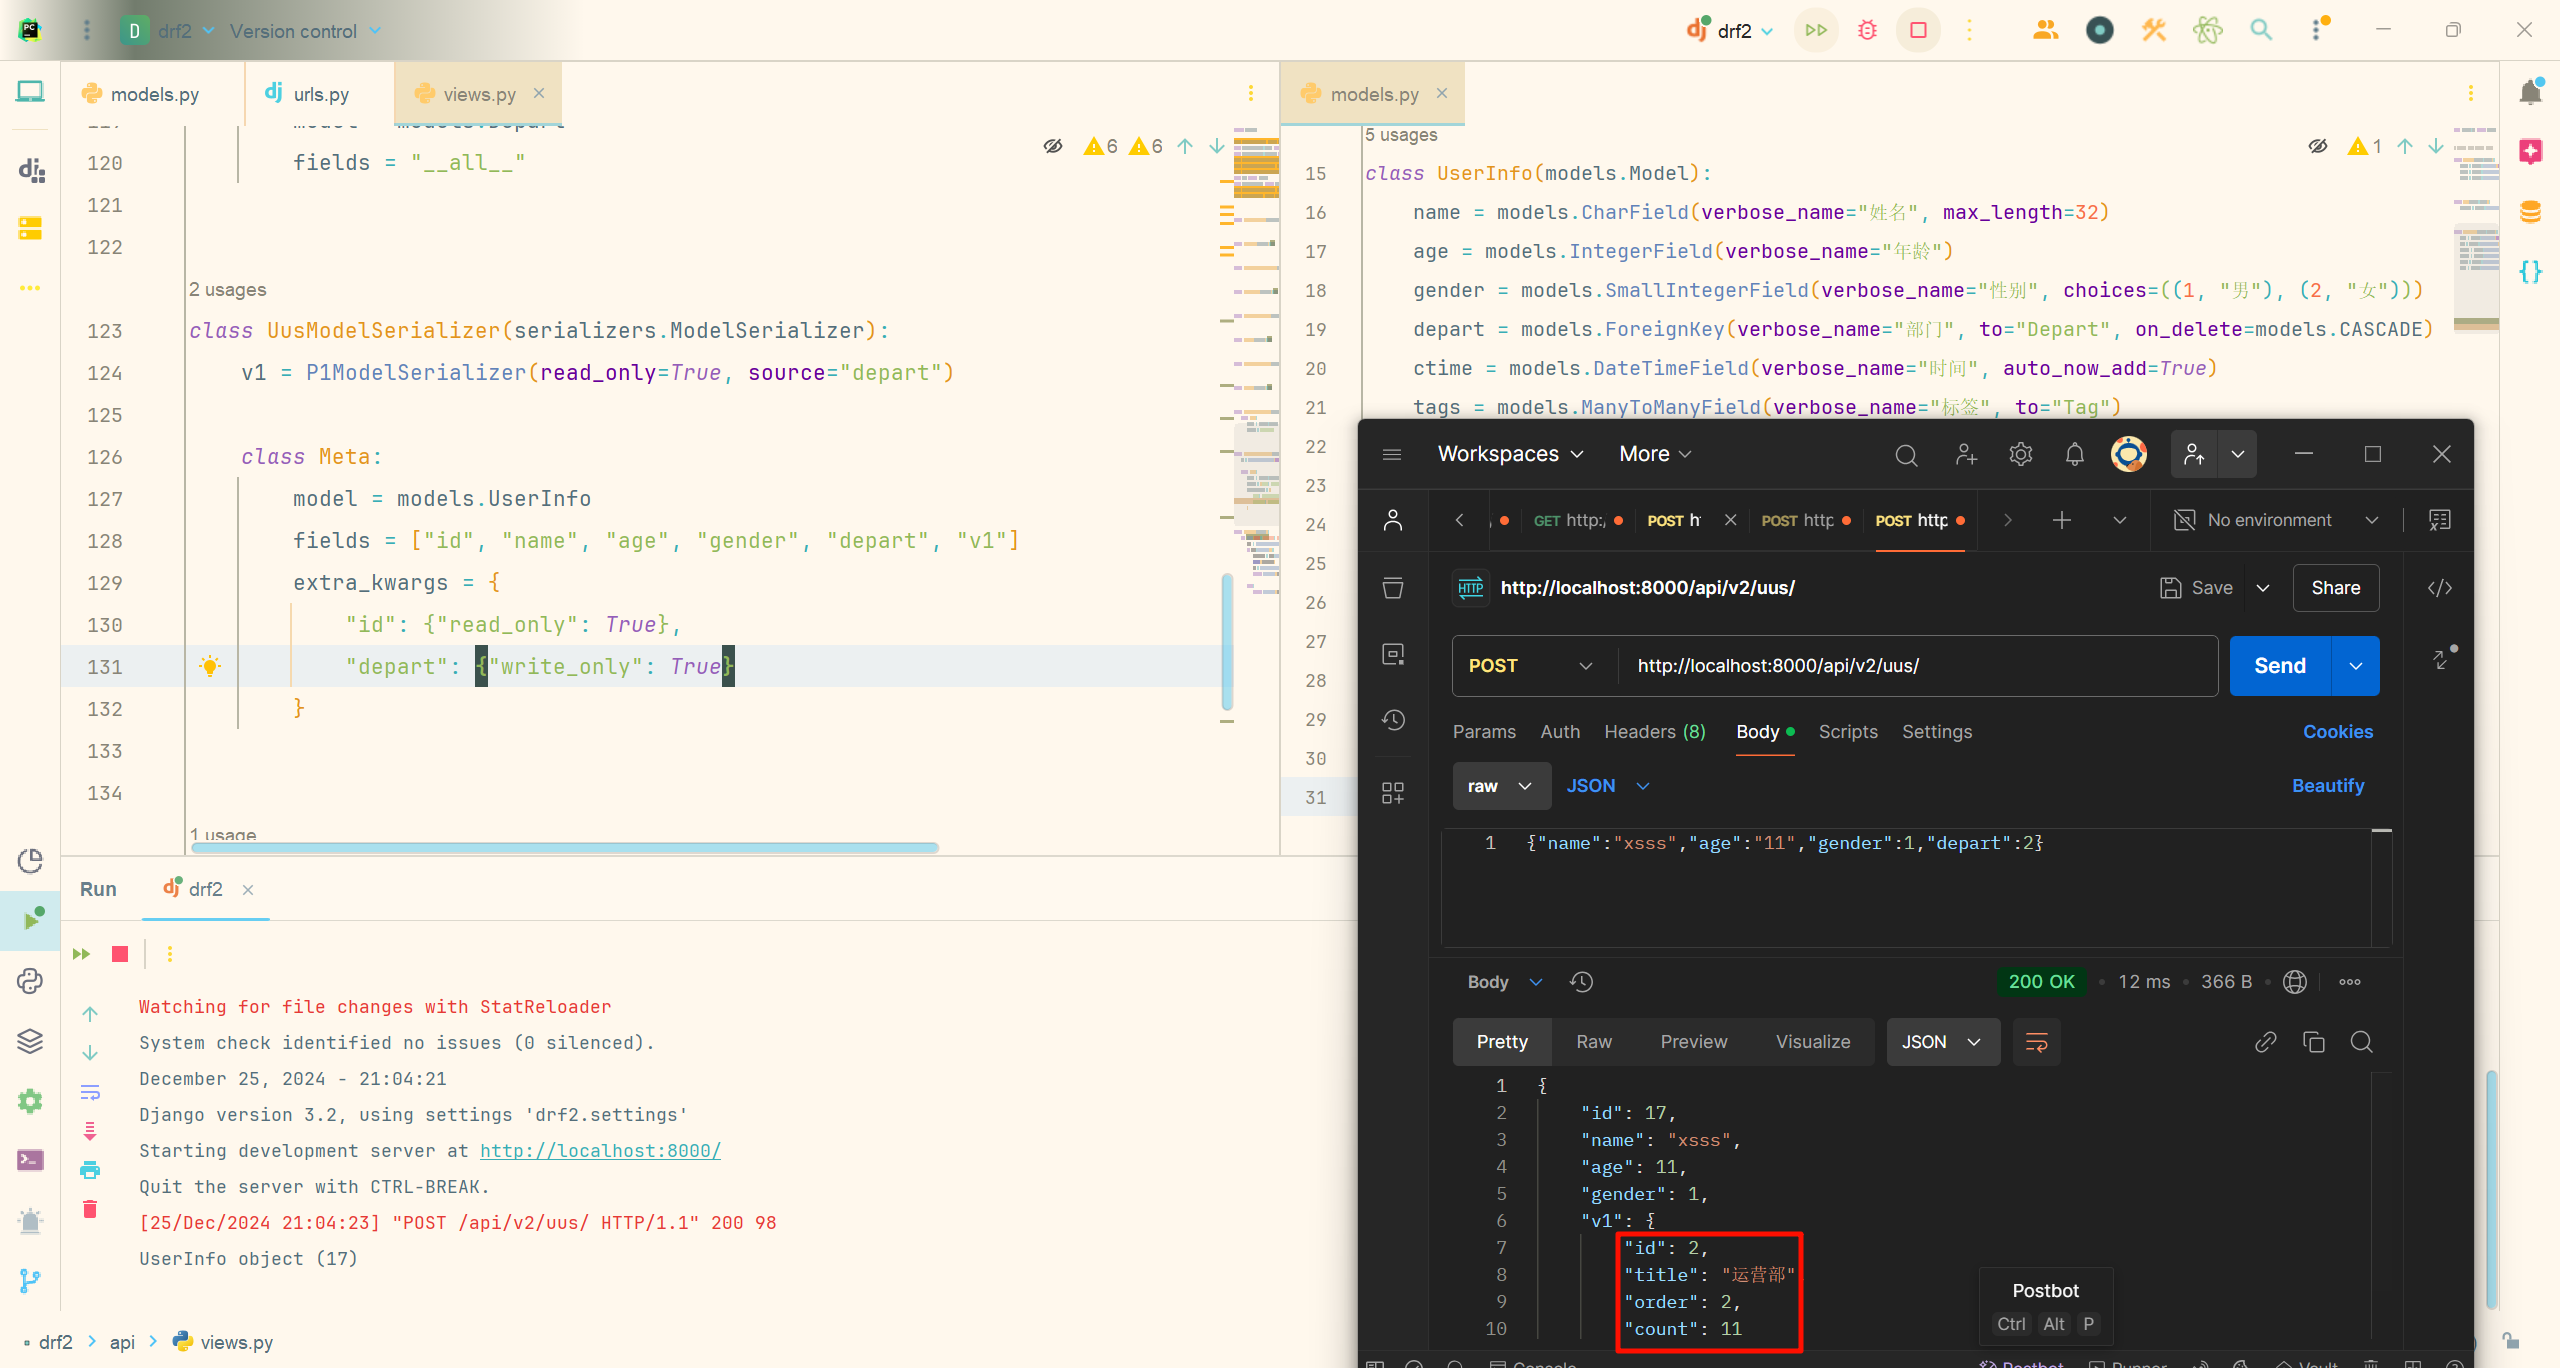 D drf2 Version control drf2
models.py urls.py views.py
120 fields = "__all__"
121
122
2 usages
123 class UusModelSerializer(serializers.ModelSerializer):
124 v1 = P1ModelSerializer(read_only=True, source="depart")
125
126 class Meta:
127 model = models.UserInfo
128 fields = ["id", "name", "age", "gender", "depart", "v1"]
129 extra_kwargs = {
130 "id": {"read_only": True},
131 "depart": {"write_only": True}
132 }
133
134
1 usage
6 6
models.py
5 usages
1
15 class UserInfo(models.Model):
16 name = models.CharField(verbose_name="姓名", max_length=32)
17 age = models.IntegerField(verbose_name="年龄")
18 gender = models.SmallIntegerField(verbose_name="性别", choices=((1, "男"), (2, "女")))
19 depart = models.ForeignKey(verbose_name="部门", to="Depart", on_delete=models.CASCADE)
20 ctime = models.DateTimeField(verbose_name="时间", auto_now_add=True)
21 tags = models.ManyToManyField(verbose_name="标签", to="Tag")
22
23
24
25
26
27
28
29
30
31
Workspaces More
GET http:/ POST h POST http POST http No environment
HTTP http://localhost:8000/api/v2/uus/ Save Share
POST http://localhost:8000/api/v2/uus/ Send
Params Auth Headers (8) Body Scripts Settings Cookies
raw JSON Beautify
1 {"name":"xsss","age":"11","gender":1,"depart":2}
Body 200 OK 12 ms 366 B
Pretty Raw Preview Visualize JSON
1 {
2 "id": 17,
3 "name": "xsss",
4 "age": 11,
5 "gender": 1,
6 "v1": {
7 "id": 2,
8 "title": "运营部"
9 "order": 2,
10 "count": 11
Postbot
Ctrl Alt P
Console Postbot Runner Vault
Run drf2
Watching for file changes with StatReloader
System check identified no issues (0 silenced).
December 25, 2024 - 21:04:21
Django version 3.2, using settings 'drf2.settings'
Starting development server at http://localhost:8000/
Quit the server with CTRL-BREAK.
[25/Dec/2024 21:04:23] "POST /api/v2/uus/ HTTP/1.1" 200 98
UserInfo object (17)
drf2 api views.py